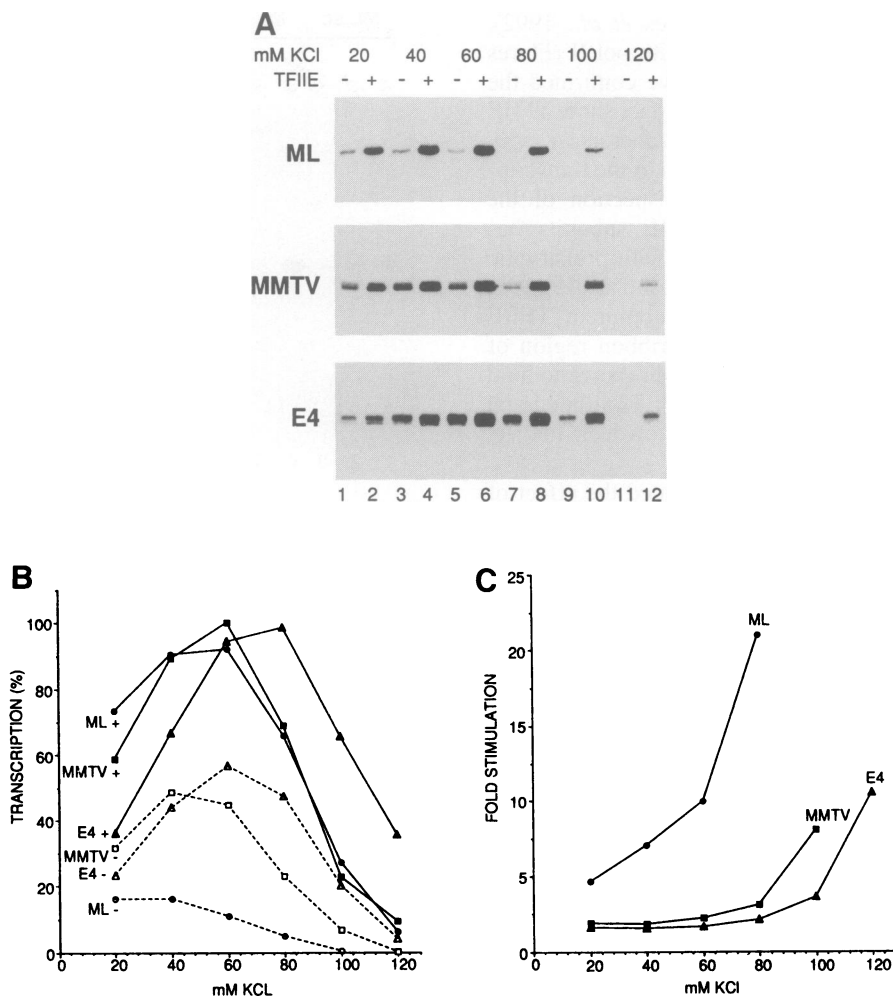 A
mM KCl 20 40 60 80 100 120
TFIIE - + - + - + - + - + - +
ML
MMTV
E4
1 2 3 4 5 6 7 8 9 10 11 12
B
TRANSCRIPTION (%)
100
80
60
40
20
0
ML +
MMTV +
E4 +
MMTV -
E4 -
ML -
0 20 40 60 80 100 120
mM KCL
C
FOLD STIMULATION
25
20
15
10
5
0
ML
MMTV
E4
0 20 40 60 80 100 120
mM KCl